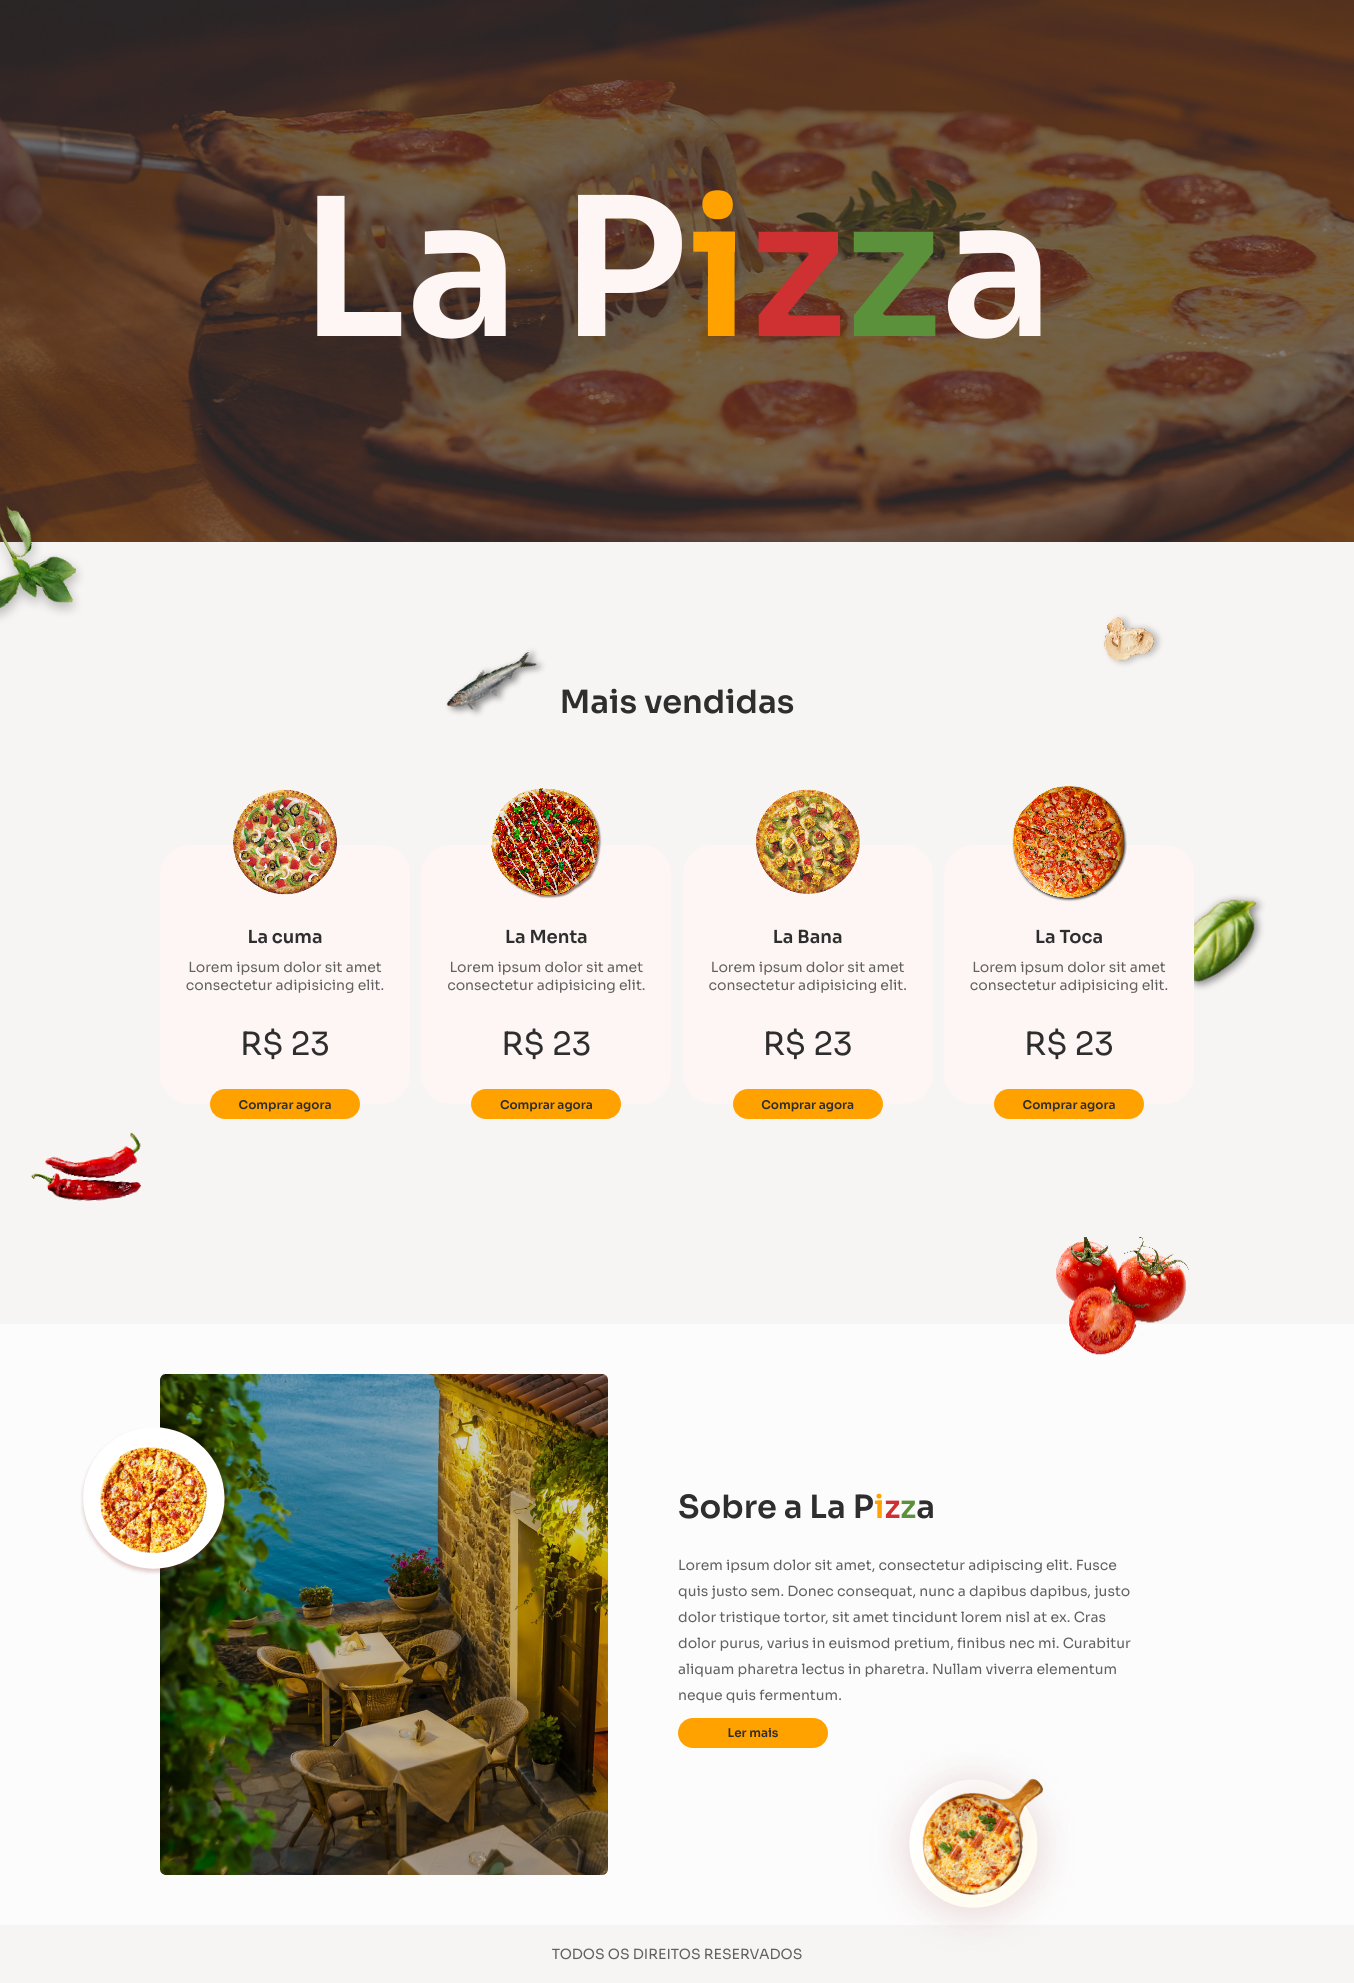 La Pizza
Mais vendidas
La cuma
Lorem ipsum dolor sit amet
consectetur adipisicing elit.
R$ 23
Comprar agora
La Menta
Lorem ipsum dolor sit amet
consectetur adipisicing elit.
R$ 23
Comprar agora
La Bana
Lorem ipsum dolor sit amet
consectetur adipisicing elit.
R$ 23
Comprar agora
La Toca
Lorem ipsum dolor sit amet
consectetur adipisicing elit.
R$ 23
Comprar agora
Sobre a La Pizza
Lorem ipsum dolor sit amet, consectetur adipiscing elit. Fusce
quis justo sem. Donec consequat, nunc a dapibus dapibus, justo
dolor tristique tortor, sit amet tincidunt lorem nisl at ex. Cras
dolor purus, varius in euismod pretium, finibus nec mi. Curabitur
aliquam pharetra lectus in pharetra. Nullam viverra elementum
neque quis fermentum.
Ler mais
TODOS OS DIREITOS RESERVADOS